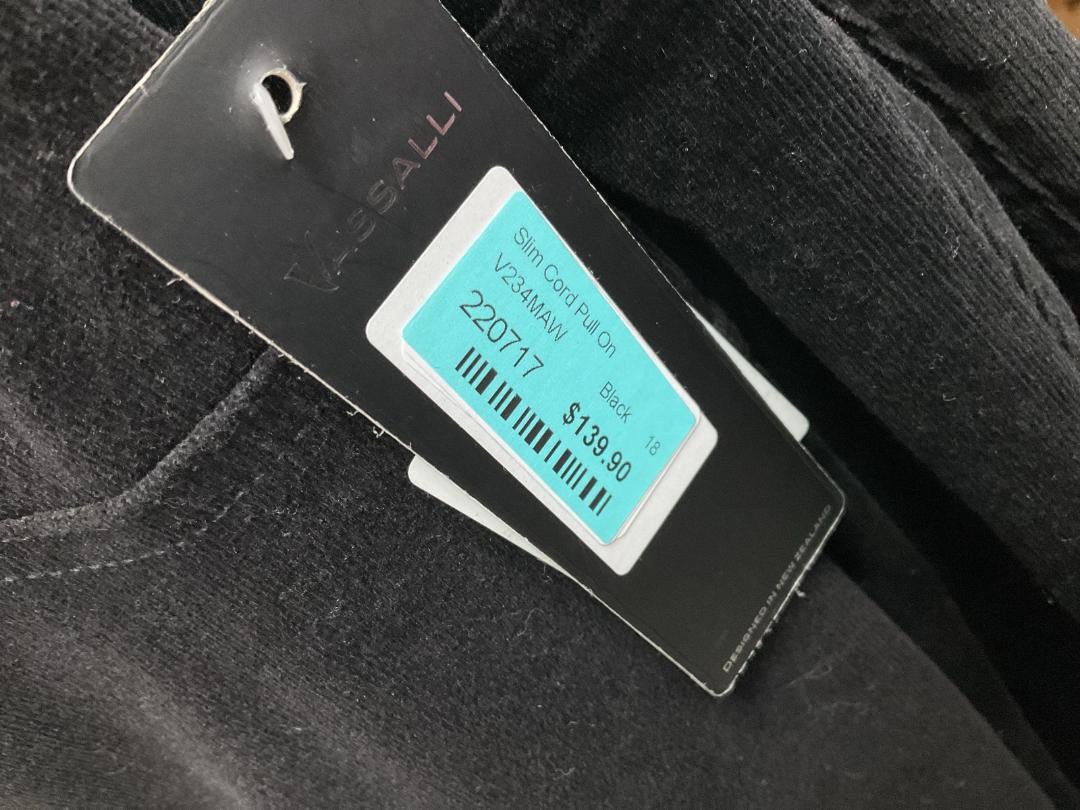 VASSALLI
Slim Cord Pull On
V234MAW
220717
Black 18
$139.90
DESIGNED IN NEW ZEALAND